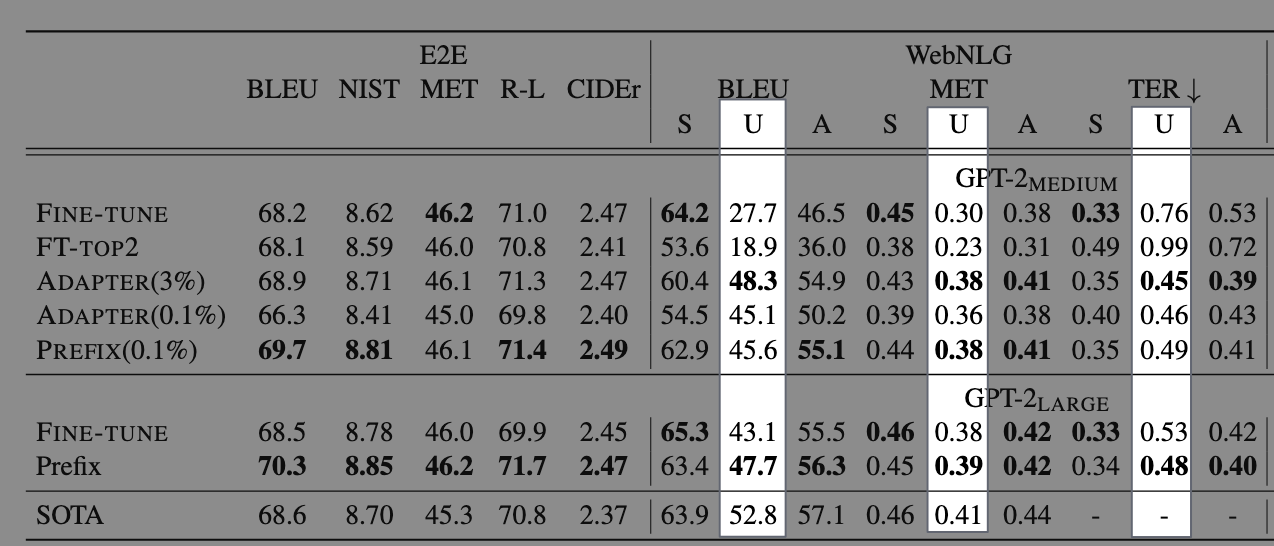 E2E WebNLG
BLEU NIST MET R-L CIDEr BLEU MET TER ↓
S U A S U A S U A
GPT-2MEDIUM
FINE-TUNE 68.2 8.62 46.2 71.0 2.47 64.2 27.7 46.5 0.45 0.30 0.38 0.33 0.76 0.53
FT-TOP2 68.1 8.59 46.0 70.8 2.41 53.6 18.9 36.0 0.38 0.23 0.31 0.49 0.99 0.72
ADAPTER(3%) 68.9 8.71 46.1 71.3 2.47 60.4 48.3 54.9 0.43 0.38 0.41 0.35 0.45 0.39
ADAPTER(0.1%) 66.3 8.41 45.0 69.8 2.40 54.5 45.1 50.2 0.39 0.36 0.38 0.40 0.46 0.43
PREFIX(0.1%) 69.7 8.81 46.1 71.4 2.49 62.9 45.6 55.1 0.44 0.38 0.41 0.35 0.49 0.41
GPT-2LARGE
FINE-TUNE 68.5 8.78 46.0 69.9 2.45 65.3 43.1 55.5 0.46 0.38 0.42 0.33 0.53 0.42
Prefix 70.3 8.85 46.2 71.7 2.47 63.4 47.7 56.3 0.45 0.39 0.42 0.34 0.48 0.40
SOTA 68.6 8.70 45.3 70.8 2.37 63.9 52.8 57.1 0.46 0.41 0.44 - - -